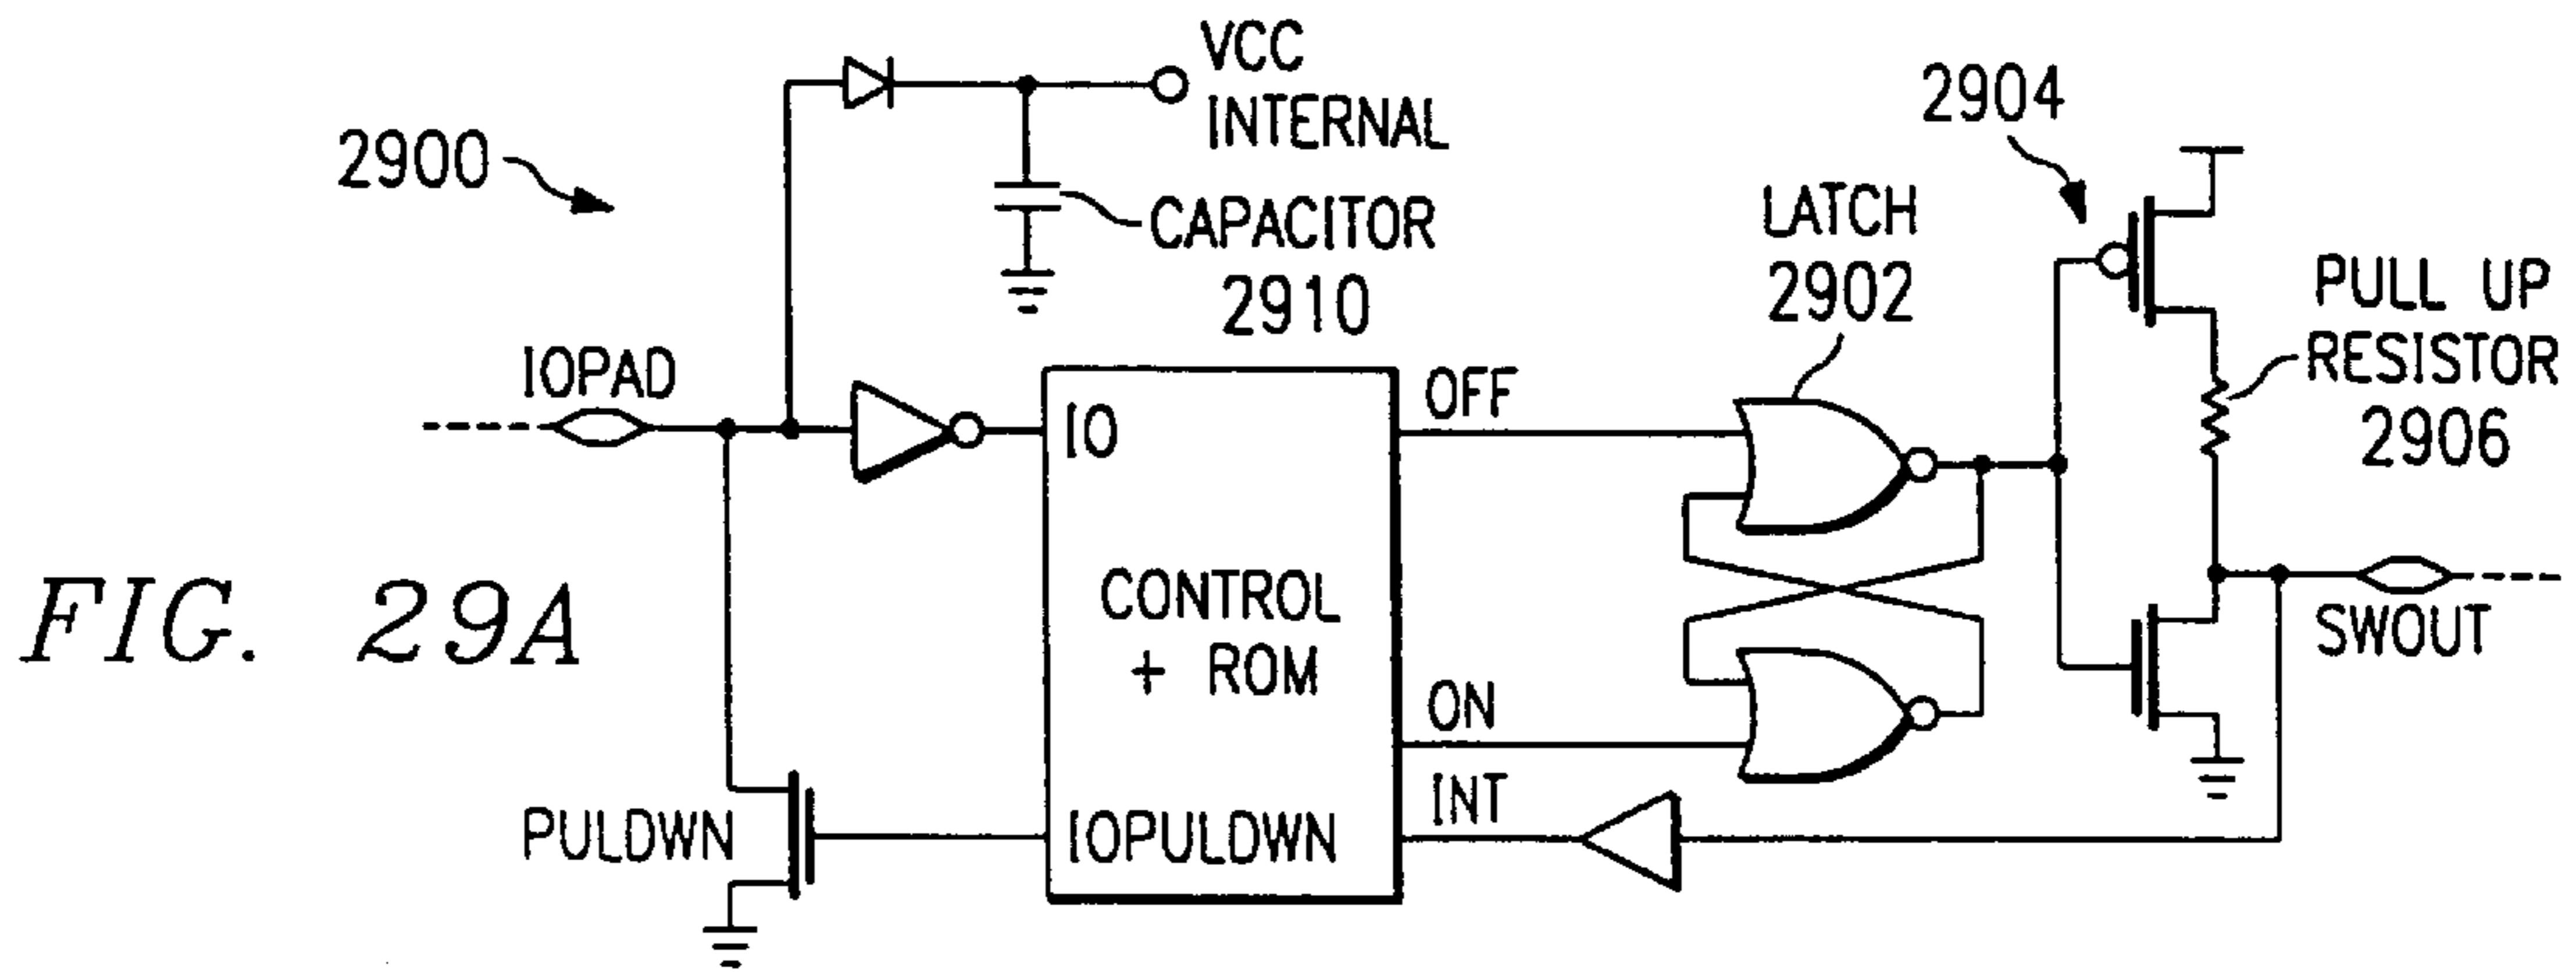 VCC
INTERNAL
2900
CAPACITOR
2910
IOPAD
LATCH
2902
2904
PULL UP
RESISTOR
2906
IO
OFF
CONTROL
+ ROM
ON
INT
IOPULDWN
PULDWN
SWOUT
FIG. 29A